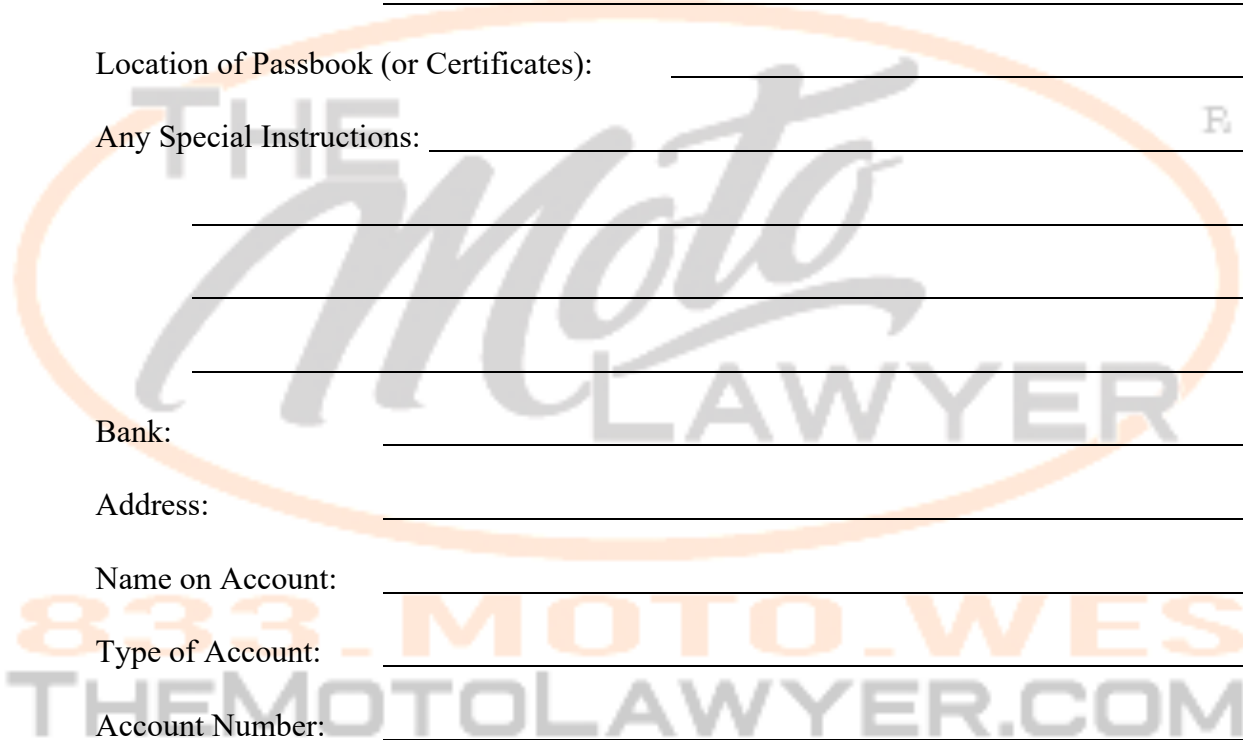 Location of Passbook (or Certificates):
THE
R
Any Special Instructions:
Moto
LAWYER
Bank:
Address:
Name on Account:
833-MOTO-WES
Type of Account:
THEMOTOLAWYER.COM
Account Number: